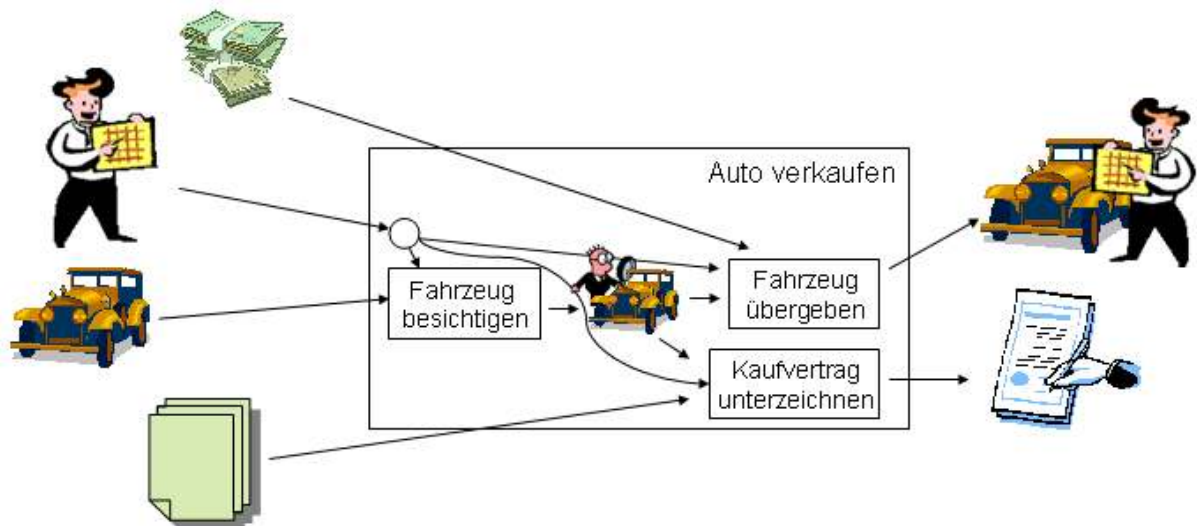 Auto verkaufen
Fahrzeug
besichtigen
Fahrzeug
übergeben
Kaufvertrag
unterzeichnen